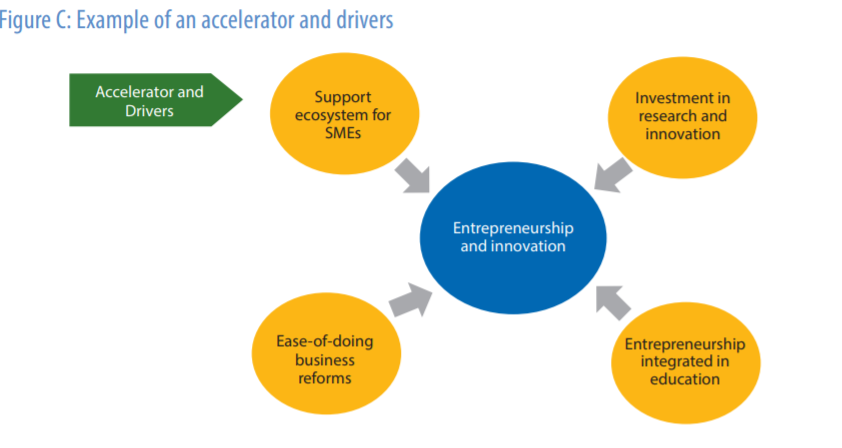 Figure C: Example of an accelerator and drivers
Accelerator and
Drivers
Support
ecosystem for
SMEs
Investment in
research and
innovation
Entrepreneurship
and innovation
Ease-of-doing
business
reforms
Entrepreneurship
integrated in
education